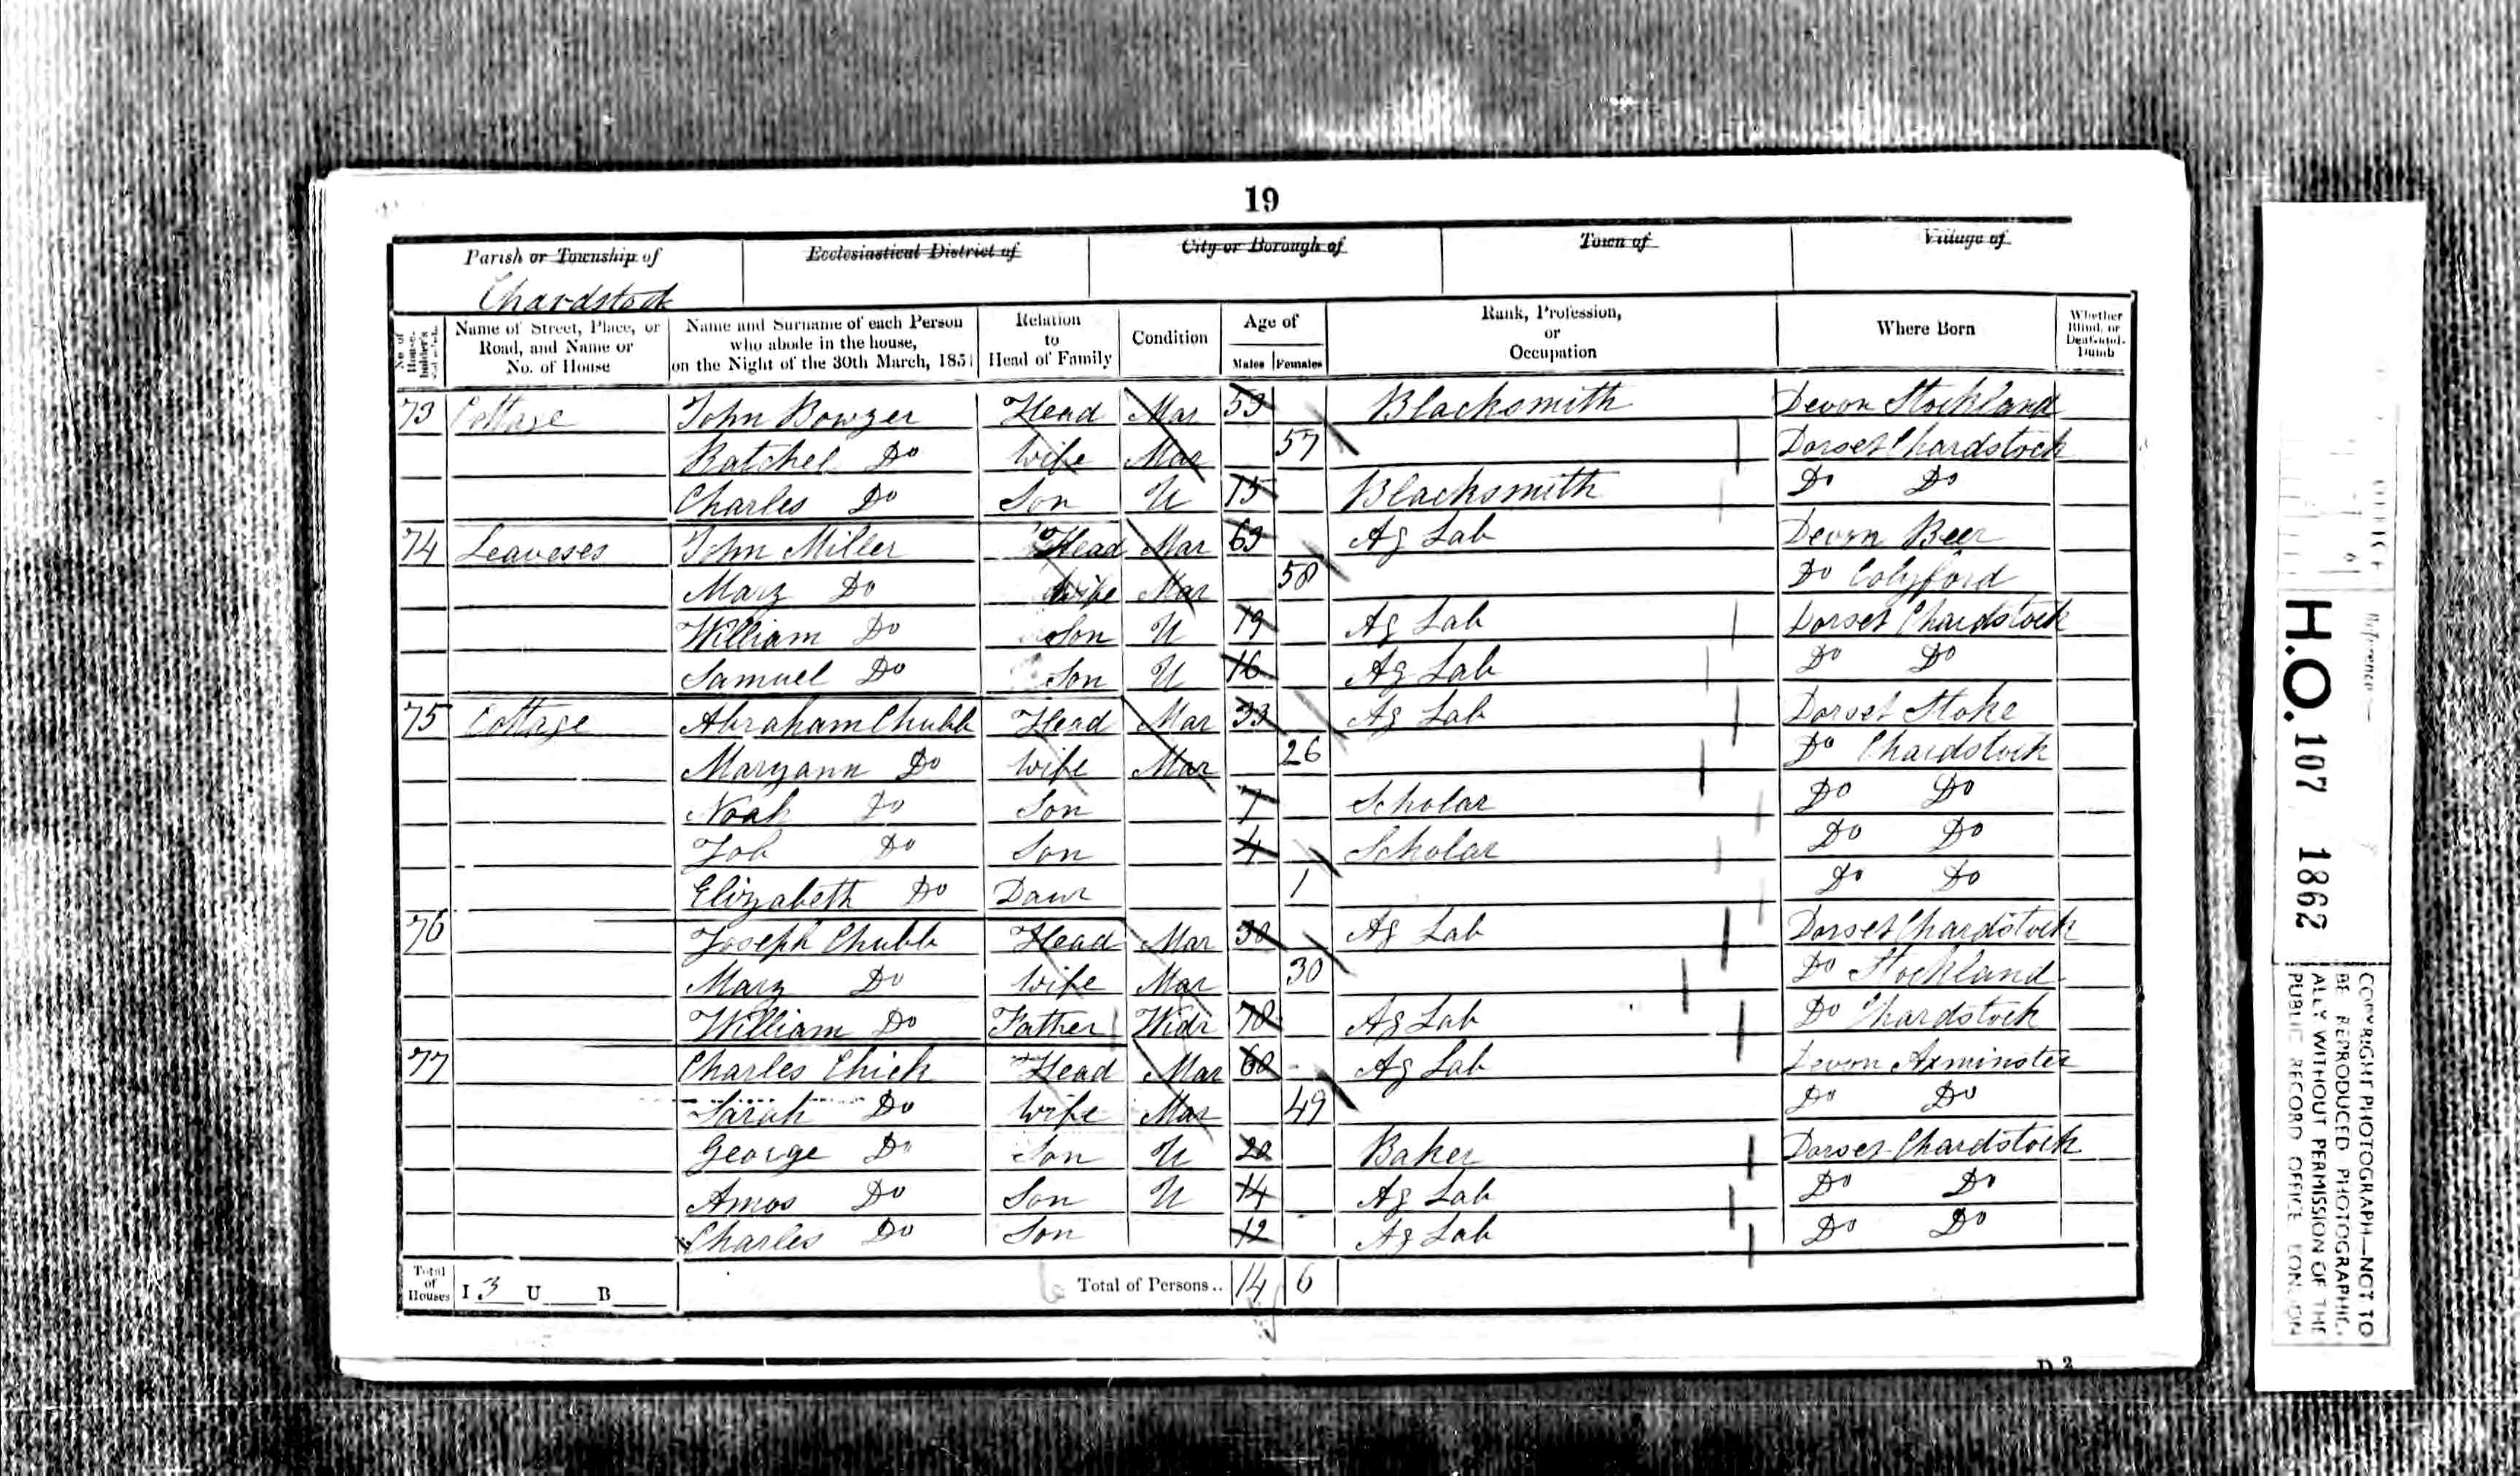 19
Parish or Township of Ecclesiastical District of City or Borough of Town of Village of
Chardstock
No. of House-holder's Name of Street, Place, or Road, and Name or No. of House Name and Surname of each Person who abode in the house, on the Night of the 30th March, 1851 Relation to Head of Family Condition Age of Males Females Rank, Profession, or Occupation Where Born Whether Blind, or Deaf-and-Dumb
73 Cottage John Bowzer Head Mar 53 Blacksmith Devon Stockland
Ratchel Do Wife Mar 57 Dorset Chardstock
Charles Do Son U 15 Blacksmith Do Do
74 Leaveses John Miller Head Mar 63 Ag Lab Devon Beer
Mary Do Wife Mar 58 Do Colyford
William Do Son U 19 Ag Lab Dorset Chardstock
Samuel Do Son U 16 Ag Lab Do Do
75 Cottage Abraham Chubb Head Mar 33 Ag Lab Dorset Stoke
Maryann Do Wife Mar 26 Do Chardstock
Noah Do Son 7 Scholar Do Do
Job Do Son 4 Scholar Do Do
Elizabeth Do Daur 1 Do Do
76 Joseph Chubb Head Mar 38 Ag Lab Dorset Chardstock
Mary Do Wife Mar 30 Do Stockland
William Do Father Widr 78 Ag Lab Do Chardstock
77 Charles Chick Head Mar 60 Ag Lab Devon Axminster
Sarah Do Wife Mar 49 Do Do
George Do Son U 20 Baker Dorset Chardstock
Amos Do Son U 14 Ag Lab Do Do
Charles Do Son 12 Ag Lab Do Do
Total of Houses I 3 U B Total of Persons.. 14 6
D 2
Reference
H.O. 107 1862
COPYRIGHT PHOTOGRAPH—NOT TO
BE REPRODUCED PHOTOGRAPHIC-
ALLY WITHOUT PERMISSION OF THE
PUBLIC RECORD OFFICE LONDON